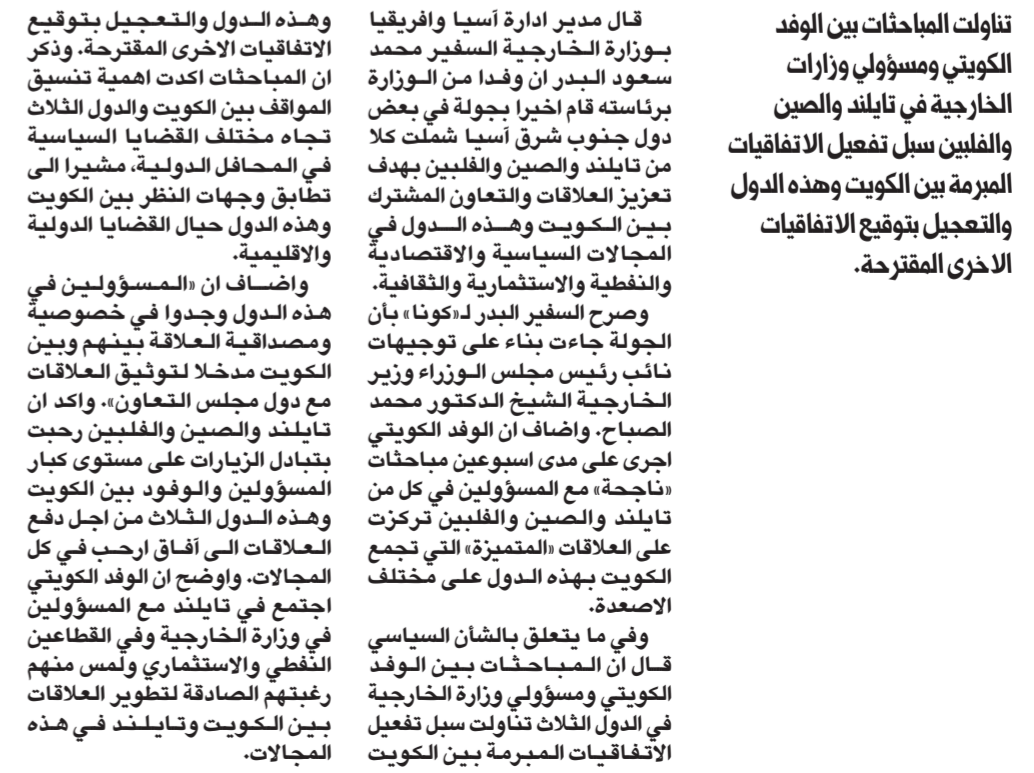 تناولت المباحثات بين الوفد
الكويتي ومسؤولي وزارات
الخارجية في تايلند والصين
والفلبين سبل تفعيل الاتفاقيات
المبرمة بين الكويت وهذه الدول
والتعجيل بتوقيع الاتفاقيات
الاخرى المقترحة.
قال مدير ادارة آسيا وافريقيا
بوزارة الخارجية السفير محمد
سعود البدر ان وفدا من الوزارة
برئاسته قام اخيرا بجولة في بعض
دول جنوب شرق آسيا شملت كلا
من تايلند والصين والفلبين بهدف
تعزيز العلاقات والتعاون المشترك
بين الكويت وهذه الدول في
المجالات السياسية والاقتصادية
والنفطية والاستثمارية والثقافية.
وصرح السفير البدر لـ«كونا» بأن
الجولة جاءت بناء على توجيهات
نائب رئيس مجلس الوزراء وزير
الخارجية الشيخ الدكتور محمد
الصباح. واضاف ان الوفد الكويتي
اجرى على مدى اسبوعين مباحثات
«ناجحة» مع المسؤولين في كل من
تايلند والصين والفلبين تركزت
على العلاقات «المتميزة» التي تجمع
الكويت بهذه الدول على مختلف
الاصعدة.
وفي ما يتعلق بالشأن السياسي
قال ان المباحثات بين الوفد
الكويتي ومسؤولي وزارة الخارجية
في الدول الثلاث تناولت سبل تفعيل
الاتفاقيات المبرمة بين الكويت
وهذه الدول والتعجيل بتوقيع
الاتفاقيات الاخرى المقترحة. وذكر
ان المباحثات اكدت اهمية تنسيق
المواقف بين الكويت والدول الثلاث
تجاه مختلف القضايا السياسية
في المحافل الدولية، مشيرا الى
تطابق وجهات النظر بين الكويت
وهذه الدول حيال القضايا الدولية
والاقليمية.
واضاف ان «المسؤولين في
هذه الدول وجدوا في خصوصية
ومصداقية العلاقة بينهم وبين
الكويت مدخلا لتوثيق العلاقات
مع دول مجلس التعاون». واكد ان
تايلند والصين والفلبين رحبت
بتبادل الزيارات على مستوى كبار
المسؤولين والوفود بين الكويت
وهذه الدول الثلاث من اجل دفع
العلاقات الى آفاق ارحب في كل
المجالات. واوضح ان الوفد الكويتي
اجتمع في تايلند مع المسؤولين
في وزارة الخارجية وفي القطاعين
النفطي والاستثماري ولمس منهم
رغبتهم الصادقة لتطوير العلاقات
بين الكويت وتايلند في هذه
المجالات.